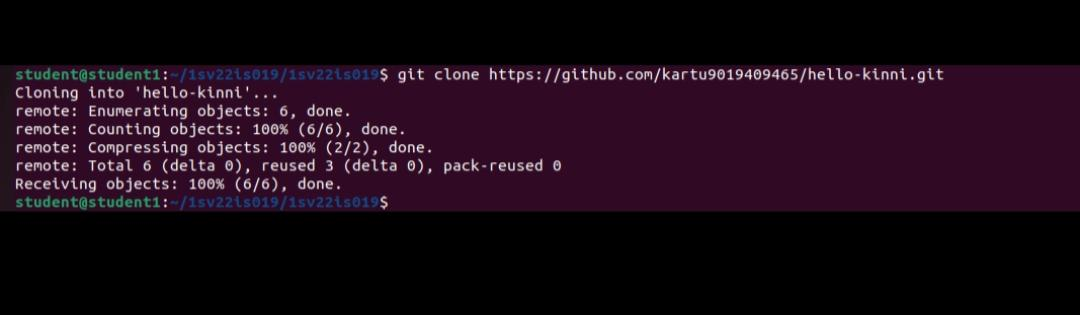 student@student1:~/1sv22is019/1sv22is019$ git clone https://github.com/kartu9019409465/hello-kinni.git
Cloning into 'hello-kinni'...
remote: Enumerating objects: 6, done.
remote: Counting objects: 100% (6/6), done.
remote: Compressing objects: 100% (2/2), done.
remote: Total 6 (delta 0), reused 3 (delta 0), pack-reused 0
Receiving objects: 100% (6/6), done.
student@student1:~/1sv22is019/1sv22is019$